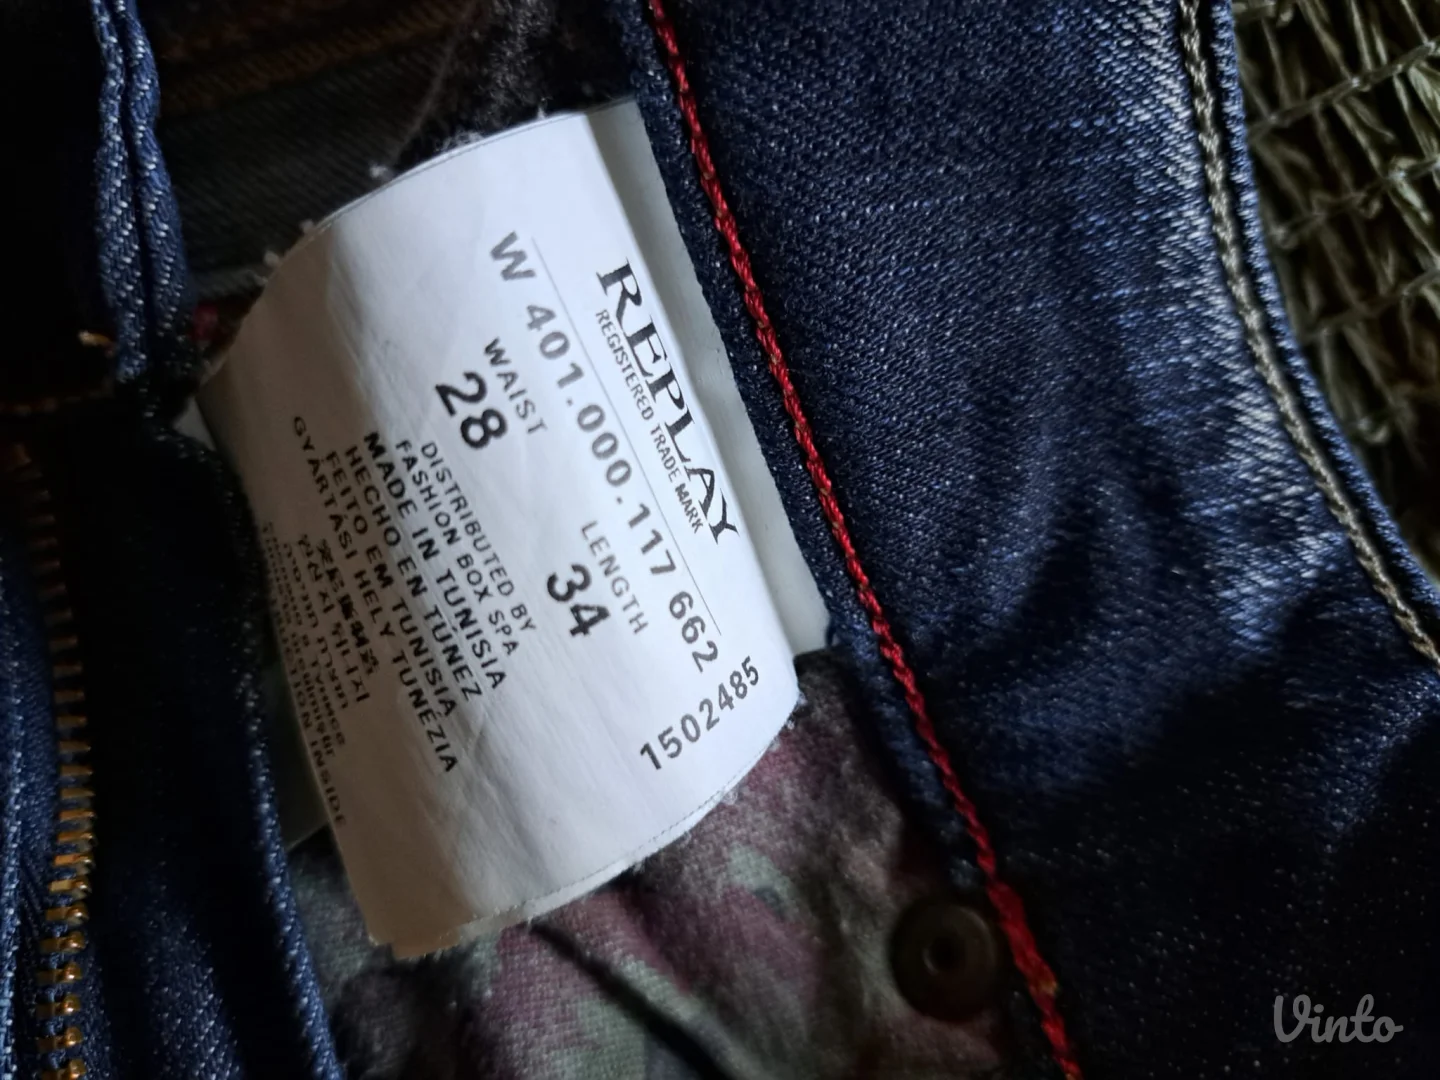 REPLAY
REGISTERED TRADE MARK
W 401.000.117 662
WAIST LENGTH
28 34
1502485
DISTRIBUTED BY
FASHION BOX SPA
MADE IN TUNISIA
HECHO EN TUNEZ
FEITO EM TUNISIA
GYÁRTÁSI HELY TUNÉZIA
INSIDE
Vinto